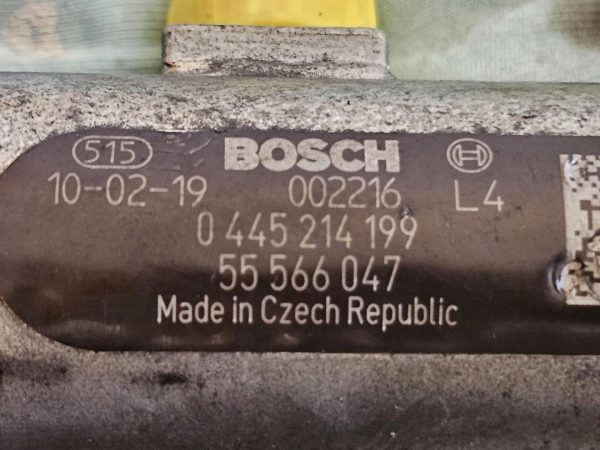 515 BOSCH
10-02-19 002216 L4
0 445 214 199
55 566 047
Made in Czech Republic